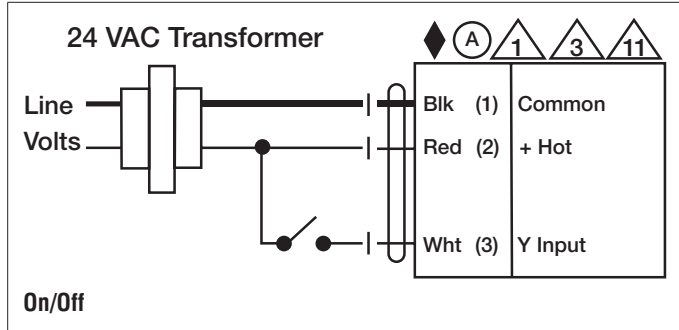 24 VAC Transformer
A 1 3 11
Line
Volts
Blk (1) Common
Red (2) + Hot
Wht (3) Y Input
On/Off